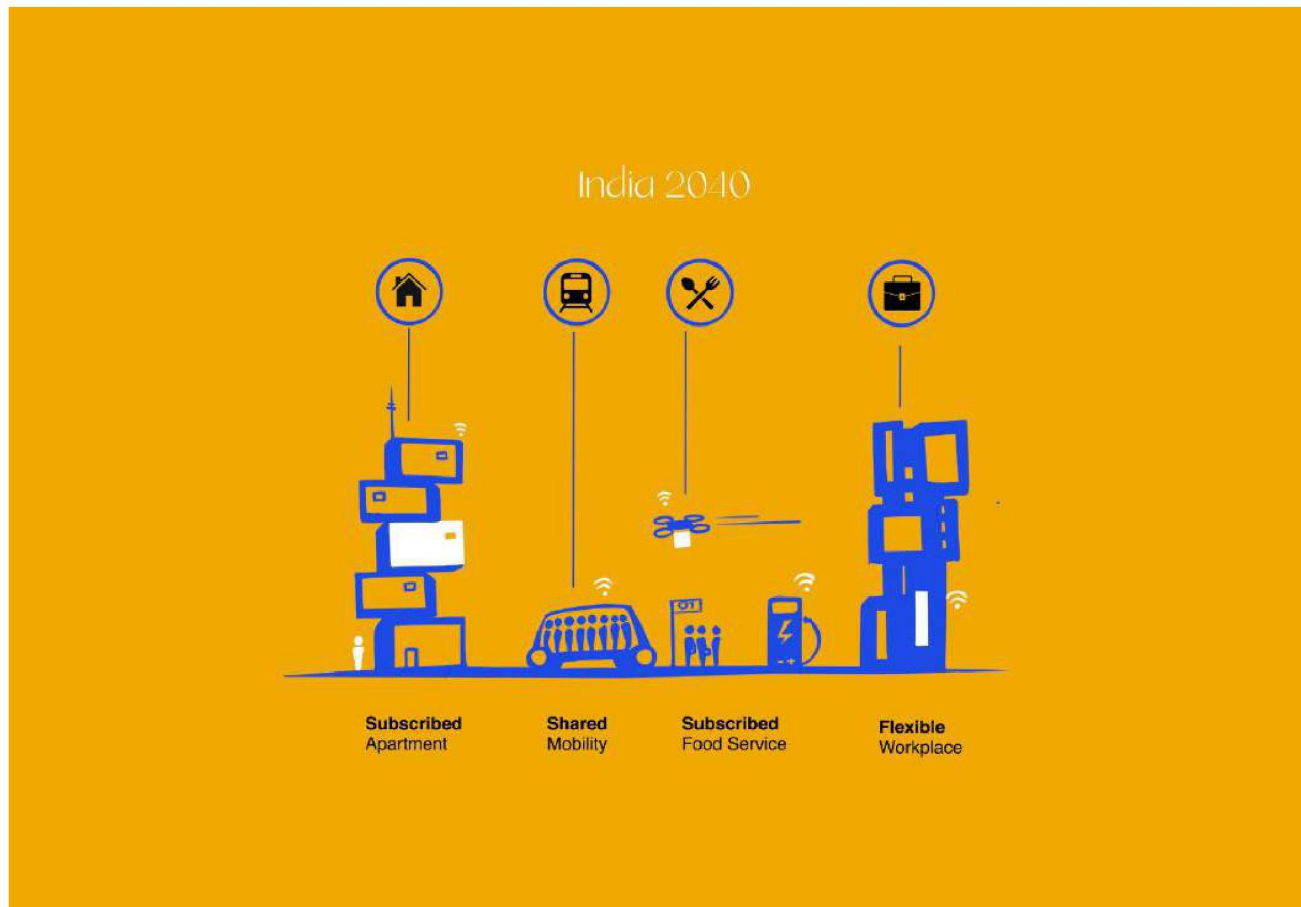 India 2040
Subscribed
Apartment
Shared
Mobility
Subscribed
Food Service
Flexible
Workplace